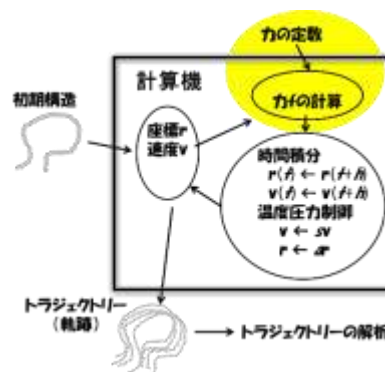 力の定数
計算機
力fの計算
初期構造
座標r
速度v
時間積分
r(t) ← r(t+h)
v(t) ← v(t+h)
温度圧力制御
v ← sv
r ← ar
トラジェクトリー
(軌跡)
→ トラジェクトリーの解析